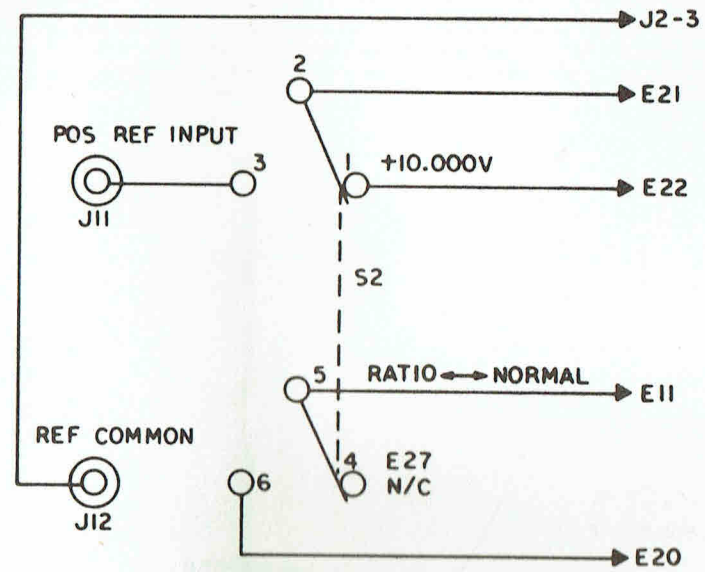 J2-3
2
E21
POS REF INPUT
3
1
+10.000V
J11
E22
S2
5
RATIO ↔ NORMAL
E11
REF COMMON
4
E27
N/C
6
J12
E20